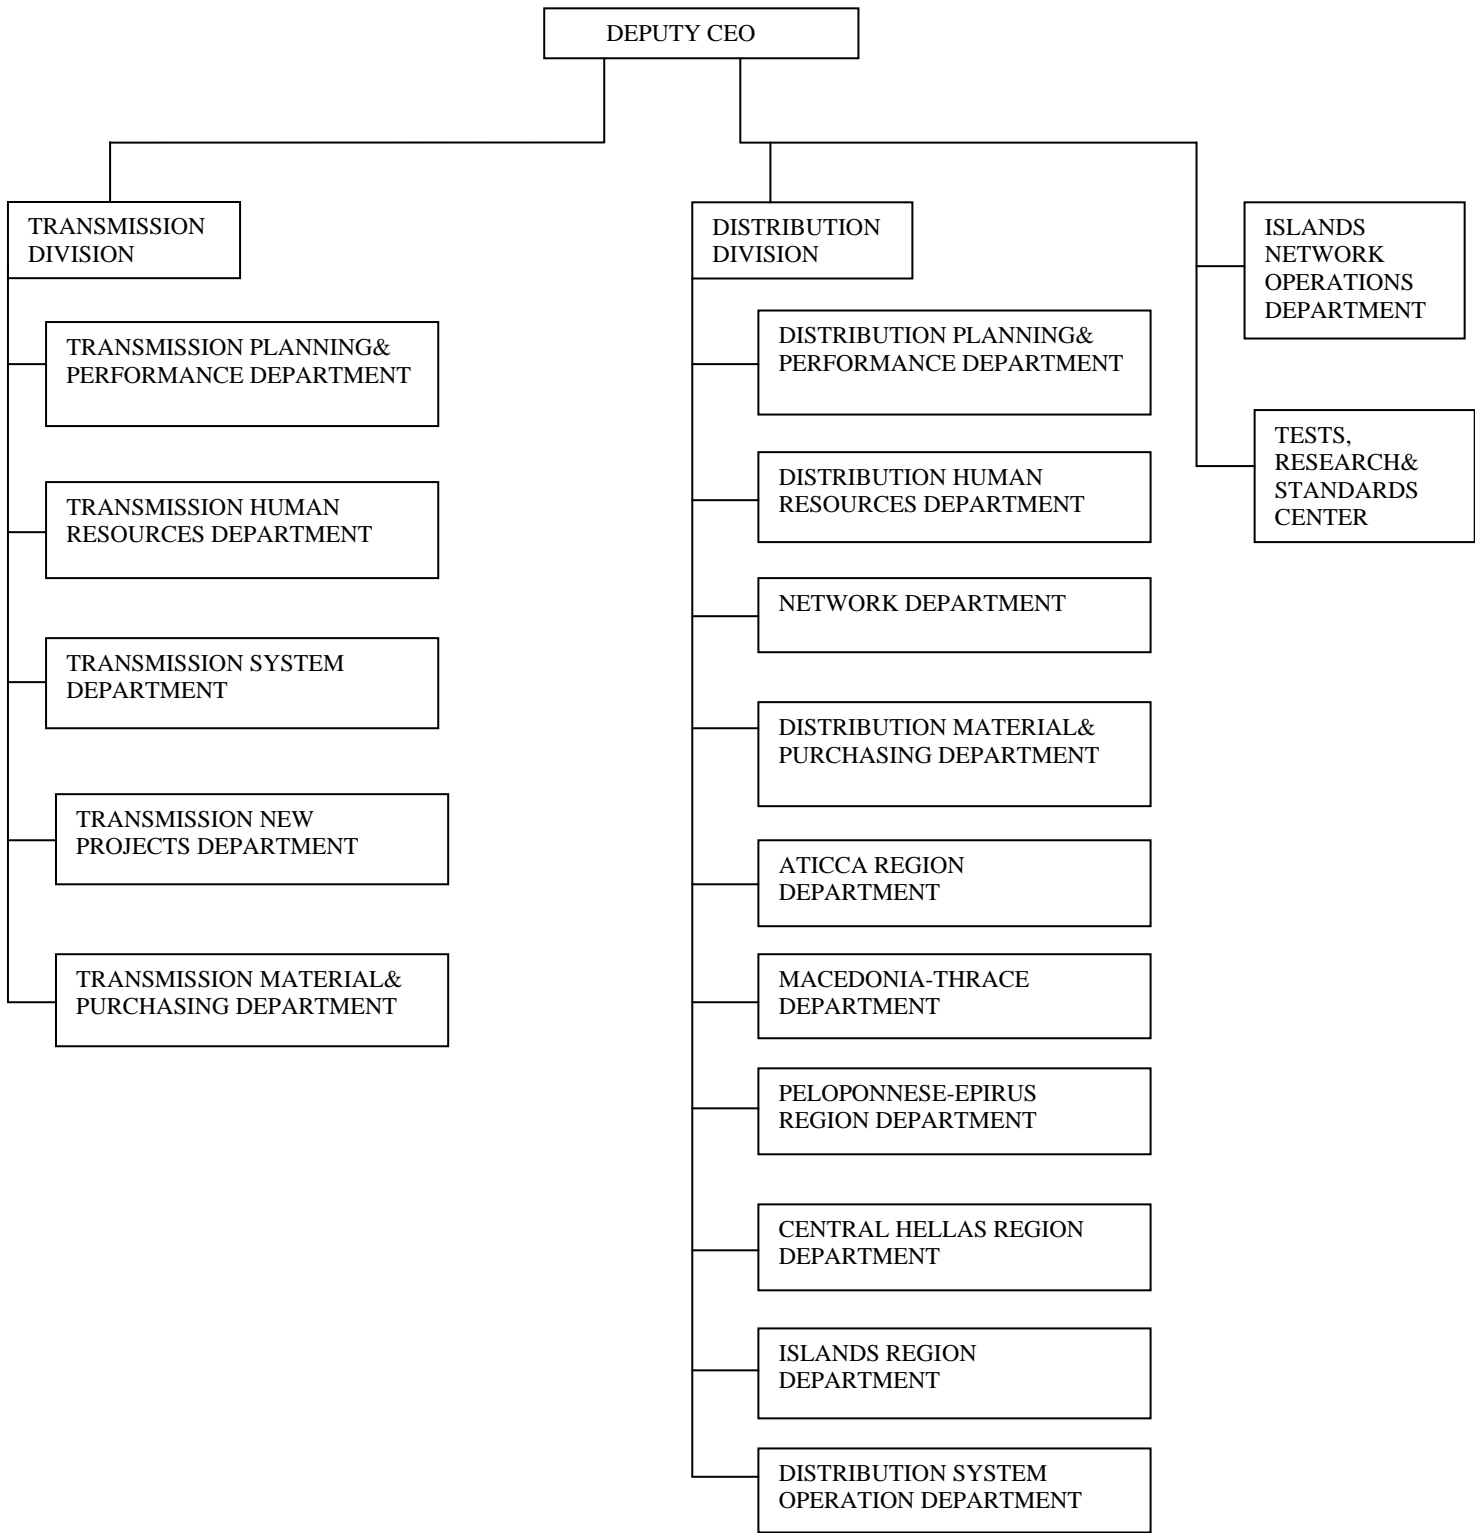 DEPUTY CEO
TRANSMISSION
DIVISION
TRANSMISSION PLANNING&
PERFORMANCE DEPARTMENT
TRANSMISSION HUMAN
RESOURCES DEPARTMENT
TRANSMISSION SYSTEM
DEPARTMENT
TRANSMISSION NEW
PROJECTS DEPARTMENT
TRANSMISSION MATERIAL&
PURCHASING DEPARTMENT
DISTRIBUTION
DIVISION
DISTRIBUTION PLANNING&
PERFORMANCE DEPARTMENT
DISTRIBUTION HUMAN
RESOURCES DEPARTMENT
NETWORK DEPARTMENT
DISTRIBUTION MATERIAL&
PURCHASING DEPARTMENT
ATICCA REGION
DEPARTMENT
MACEDONIA-THRACE
DEPARTMENT
PELOPONNESE-EPIRUS
REGION DEPARTMENT
CENTRAL HELLAS REGION
DEPARTMENT
ISLANDS REGION
DEPARTMENT
DISTRIBUTION SYSTEM
OPERATION DEPARTMENT
ISLANDS
NETWORK
OPERATIONS
DEPARTMENT
TESTS,
RESEARCH&
STANDARDS
CENTER